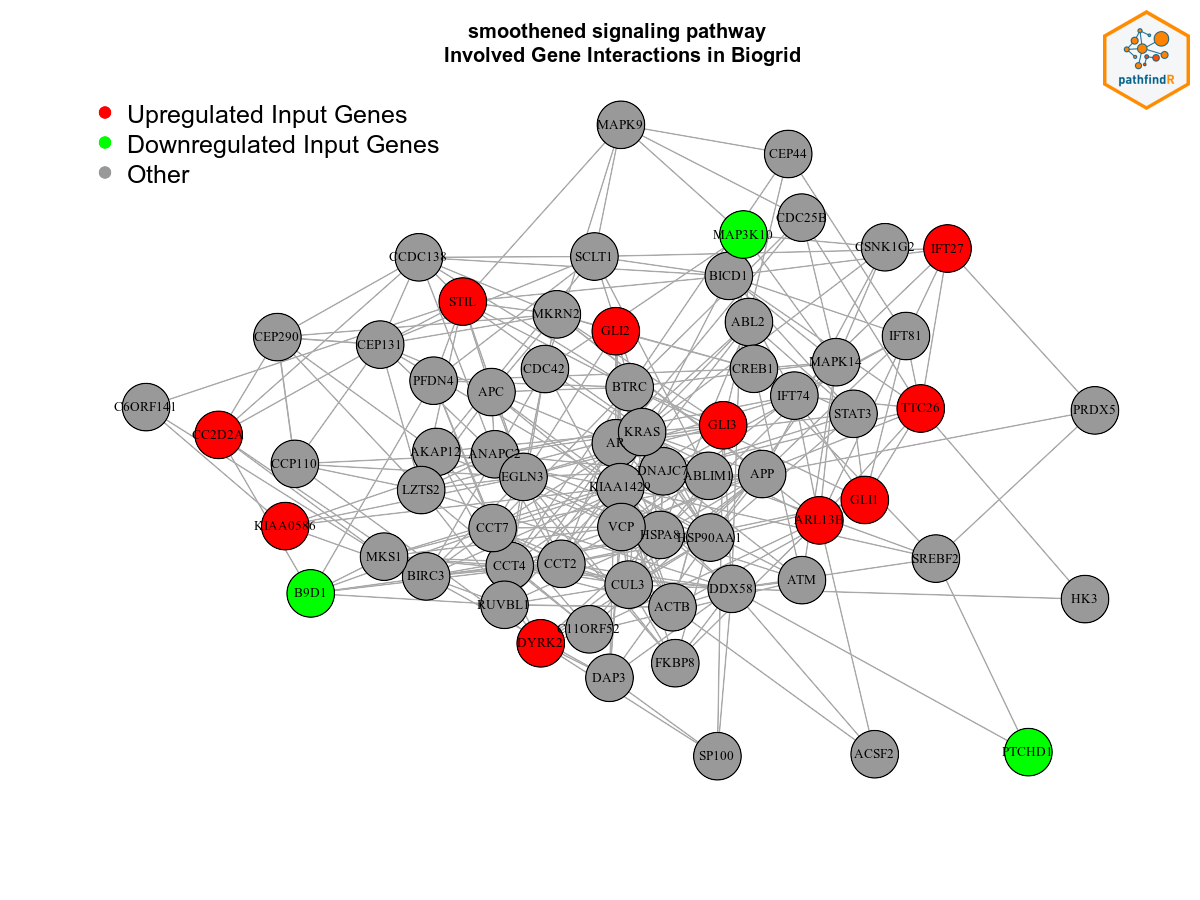 smoothened signaling pathway
Involved Gene Interactions in Biogrid
pathfindR
Upregulated Input Genes
Downregulated Input Genes
Other
MAPK9
CEP44
CDC25B
MAP3K10
CSNK1G2
IFT27
CCDC138
SCLT1
BICD1
STIL
MKRN2
GLI2
ABL2
CEP290
CEP131
IFT81
MAPK14
CDC42
CREB1
PFDN4
APC
BTRC
IFT74
C6ORF141
STAT3
TTC26
PRDX5
CC2D2A
GLI3
KRAS
AR
AKAP12
ANAPC2
CCP110
DNAJC7
ABLIM1
APP
EGLN3
LZTS2
KIAA1429
GLI1
ARL13B
KIAA0586
CCT7
VCP
HSPA8
HSP90AA1
MKS1
SREBF2
CCT4
CCT2
BIRC3
ATM
CUL3
DDX58
B9D1
HK3
RUVBL1
ACTB
C11ORF52
DYRK2
FKBP8
DAP3
SP100
ACSF2
PTCHD1